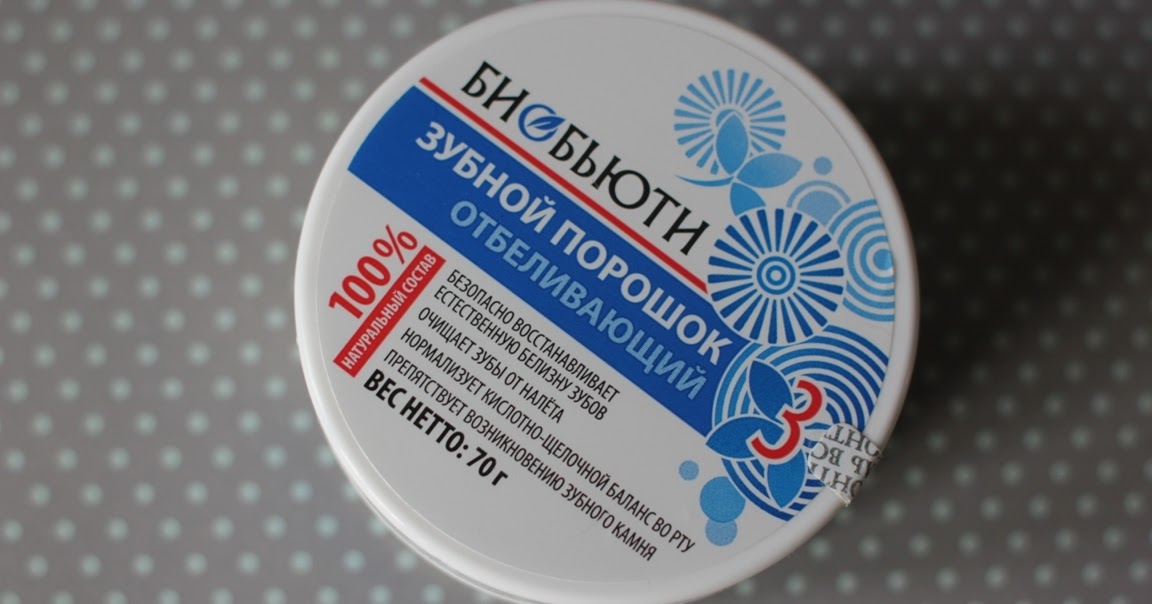 БИОБЬЮТИ
ЗУБНОЙ ПОРОШОК
ОТБЕЛИВАЮЩИЙ
3
100%
НАТУРАЛЬНЫЙ СОСТАВ
БЕЗОПАСНО ВОССТАНАВЛИВАЕТ
ЕСТЕСТВЕННУЮ БЕЛИЗНУ ЗУБОВ
ОЧИЩАЕТ ЗУБЫ ОТ НАЛЁТА
НОРМАЛИЗУЕТ КИСЛОТНО-ЩЕЛОЧНОЙ БАЛАНС ВО РТУ
ПРЕПЯТСТВУЕТ ВОЗНИКНОВЕНИЮ ЗУБНОГО КАМНЯ
ВЕС НЕТТО: 70 г